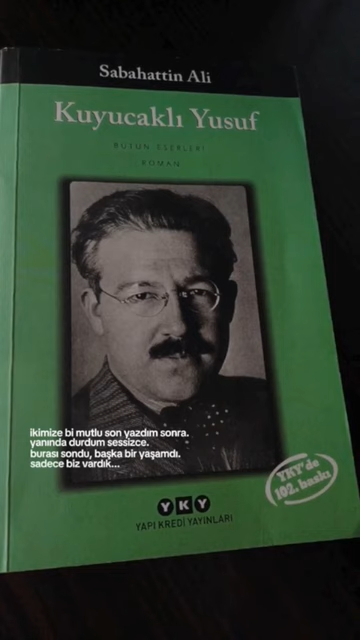 Sabahattin Ali
Kuyucaklı Yusuf
BÜTÜN ESERLERİ
ROMAN
ikimize bi mutlu son yazdım sonra.
yanında durdum sessizce.
burası sondu, başka bir yaşamdı.
sadece biz vardık...
YKY'de
102. baskı
YKY
YAPI KREDİ YAYINLARI